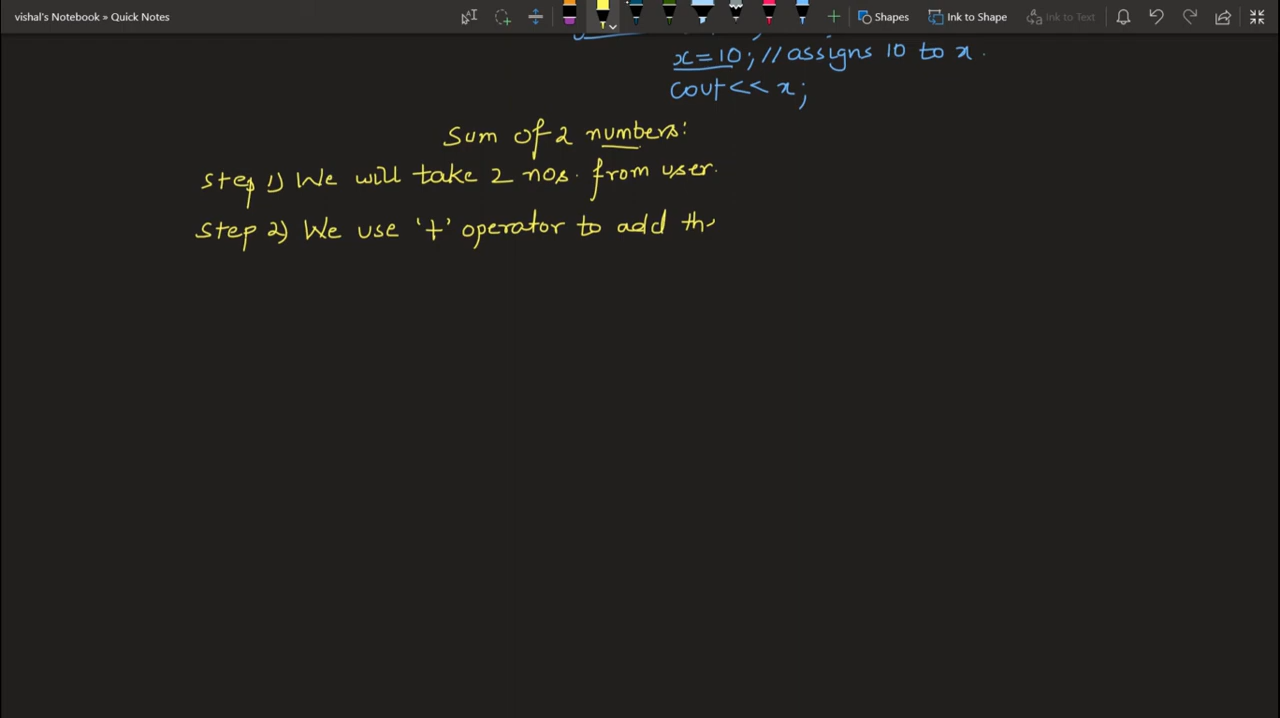 vishal's Notebook » Quick Notes
Shapes
Ink to Shape
Ink to Text
x=10; // assigns 10 to x.
cout<< x;
Sum of 2 numbers:
Step 1) We will take 2 nos. from user.
Step 2) We use '+' operator to add th